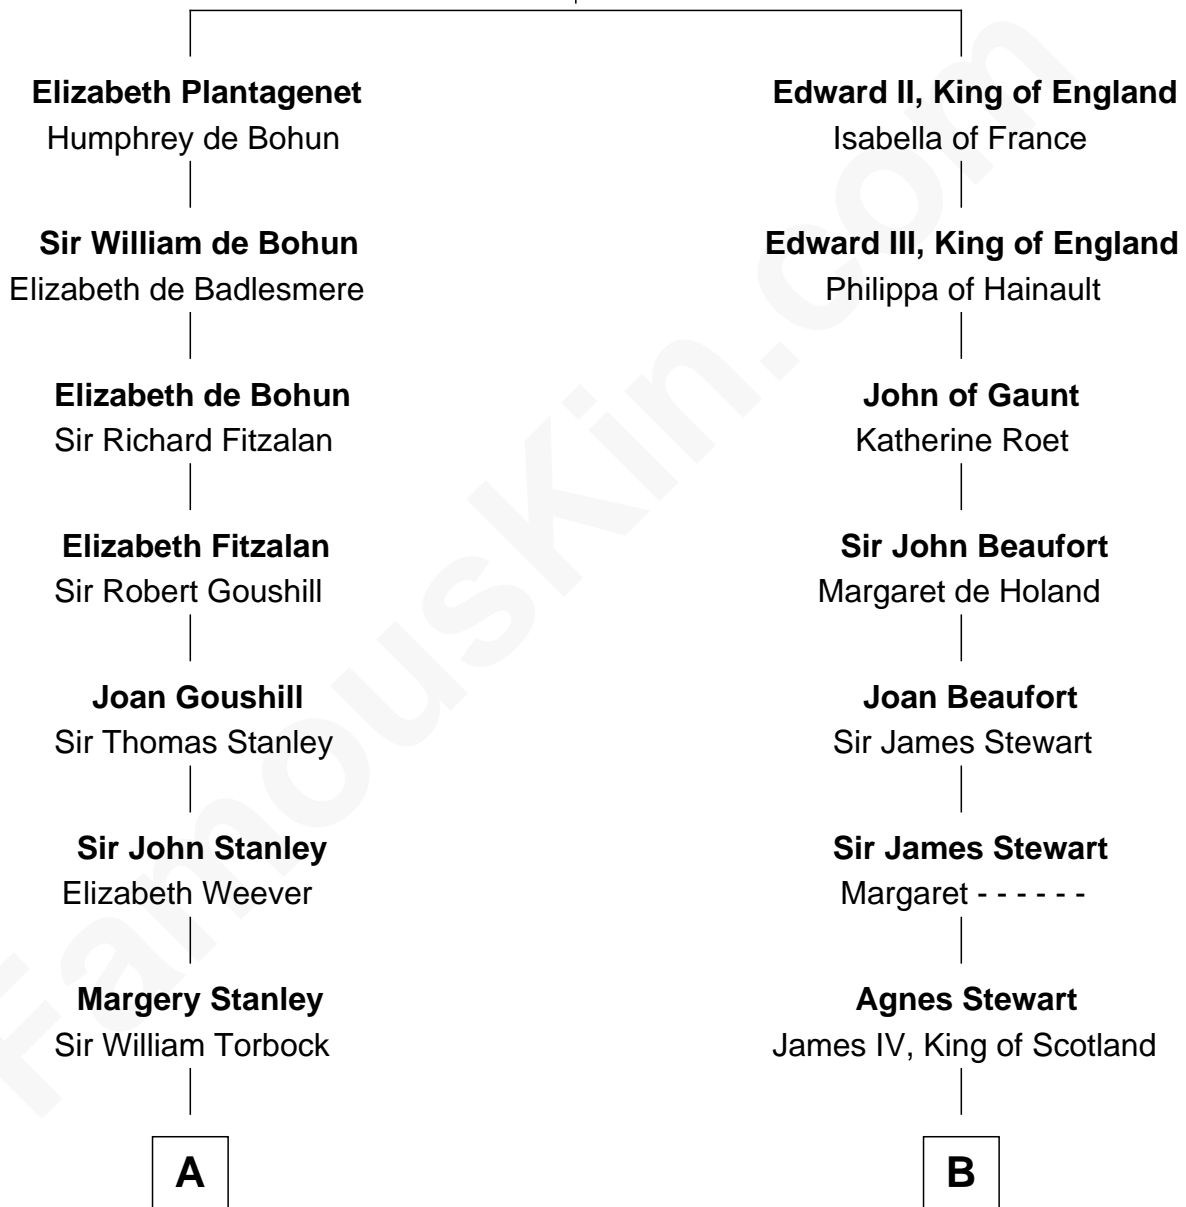 Elizabeth Plantagenet
Humphrey de Bohun
Sir William de Bohun
Elizabeth de Badlesmere
Elizabeth de Bohun
Sir Richard Fitzalan
Elizabeth Fitzalan
Sir Robert Goushill
Joan Goushill
Sir Thomas Stanley
Sir John Stanley
Elizabeth Weever
Margery Stanley
Sir William Torbock
A
Edward II, King of England
Isabella of France
Edward III, King of England
Philippa of Hainault
John of Gaunt
Katherine Roet
Sir John Beaufort
Margaret de Holand
Joan Beaufort
Sir James Stewart
Sir James Stewart
Margaret - - - - - -
Agnes Stewart
James IV, King of Scotland
B
FamousKin.com